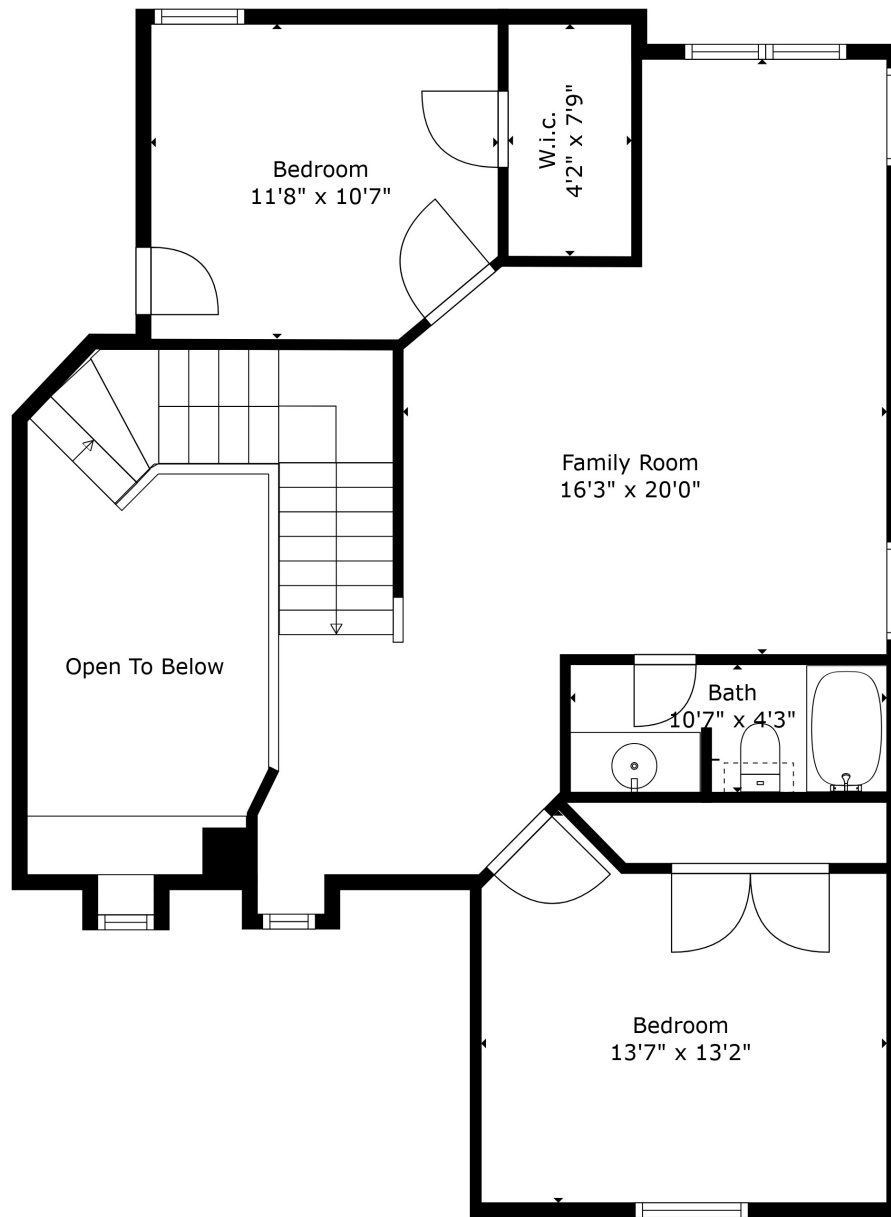 Bedroom
11'8" x 10'7"
W.i.c.
4'2" x 7'9"
Family Room
16'3" x 20'0"
Open To Below
Bath
10'7" x 4'3"
Bedroom
13'7" x 13'2"